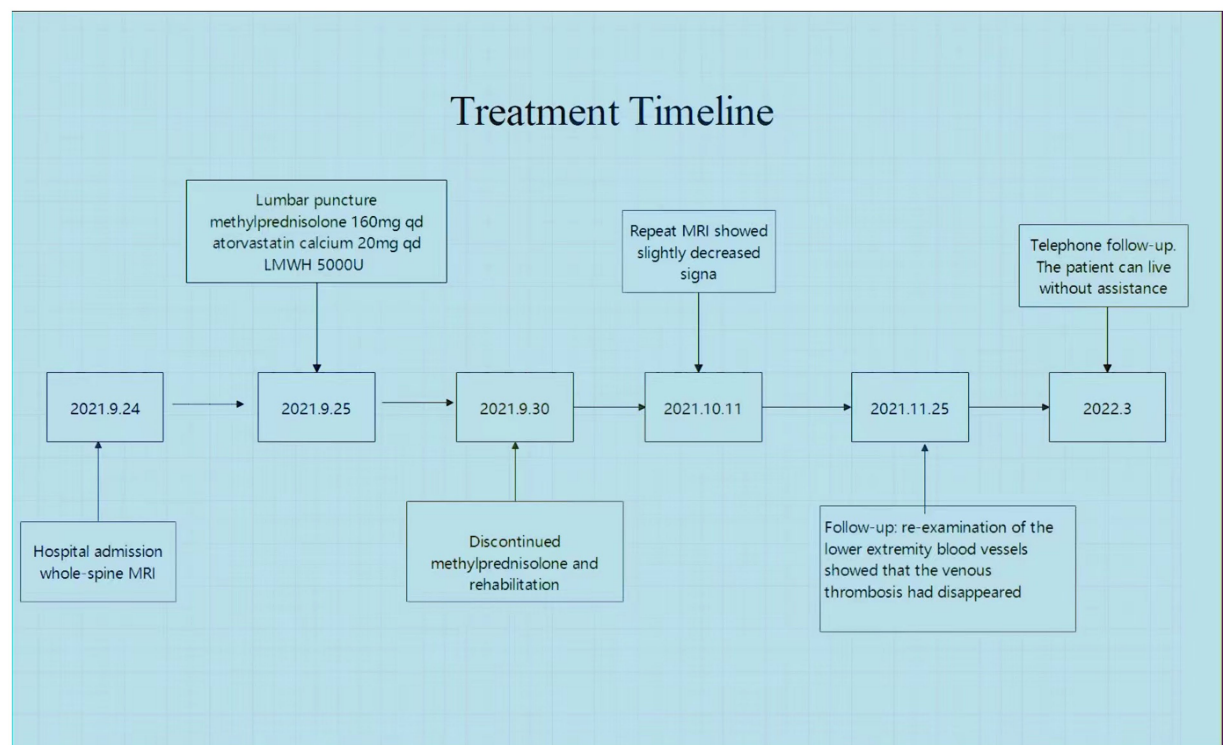 Treatment Timeline
Lumbar puncture
methylprednisolone 160mg qd
atorvastatin calcium 20mg qd
LMWH 5000U
Repeat MRI showed
slightly decreased
signa
Telephone follow-up.
The patient can live
without assistance
2021.9.24
2021.9.25
2021.9.30
2021.10.11
2021.11.25
2022.3
Hospital admission
whole-spine MRI
Discontinued
methylprednisolone and
rehabilitation
Follow-up: re-examination of the
lower extremity blood vessels
showed that the venous
thrombosis had disappeared